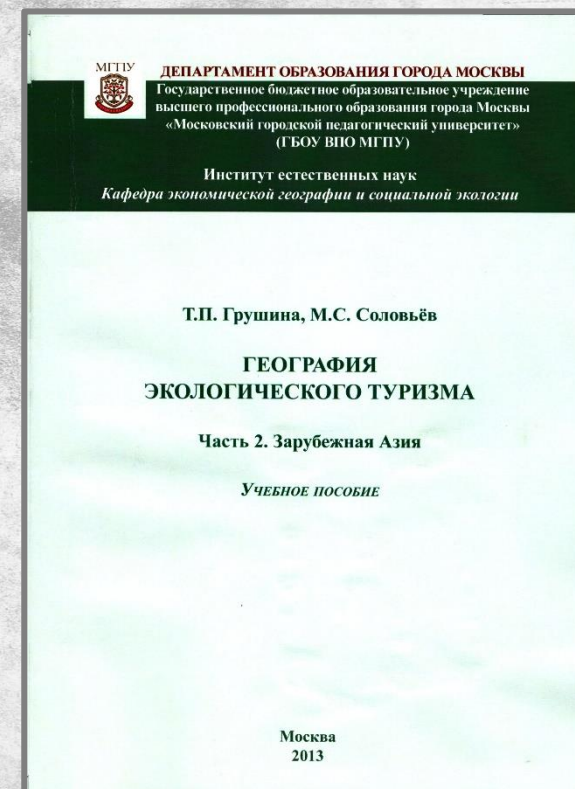 МГПУ
ДЕПАРТАМЕНТ ОБРАЗОВАНИЯ ГОРОДА МОСКВЫ
Государственное бюджетное образовательное учреждение
высшего профессионального образования города Москвы
«Московский городской педагогический университет»
(ГБОУ ВПО МГПУ)
Институт естественных наук
Кафедра экономической географии и социальной экологии
Т.П. Грушина, М.С. Соловьёв
ГЕОГРАФИЯ
ЭКОЛОГИЧЕСКОГО ТУРИЗМА
Часть 2. Зарубежная Азия
УЧЕБНОЕ ПОСОБИЕ
Москва
2013